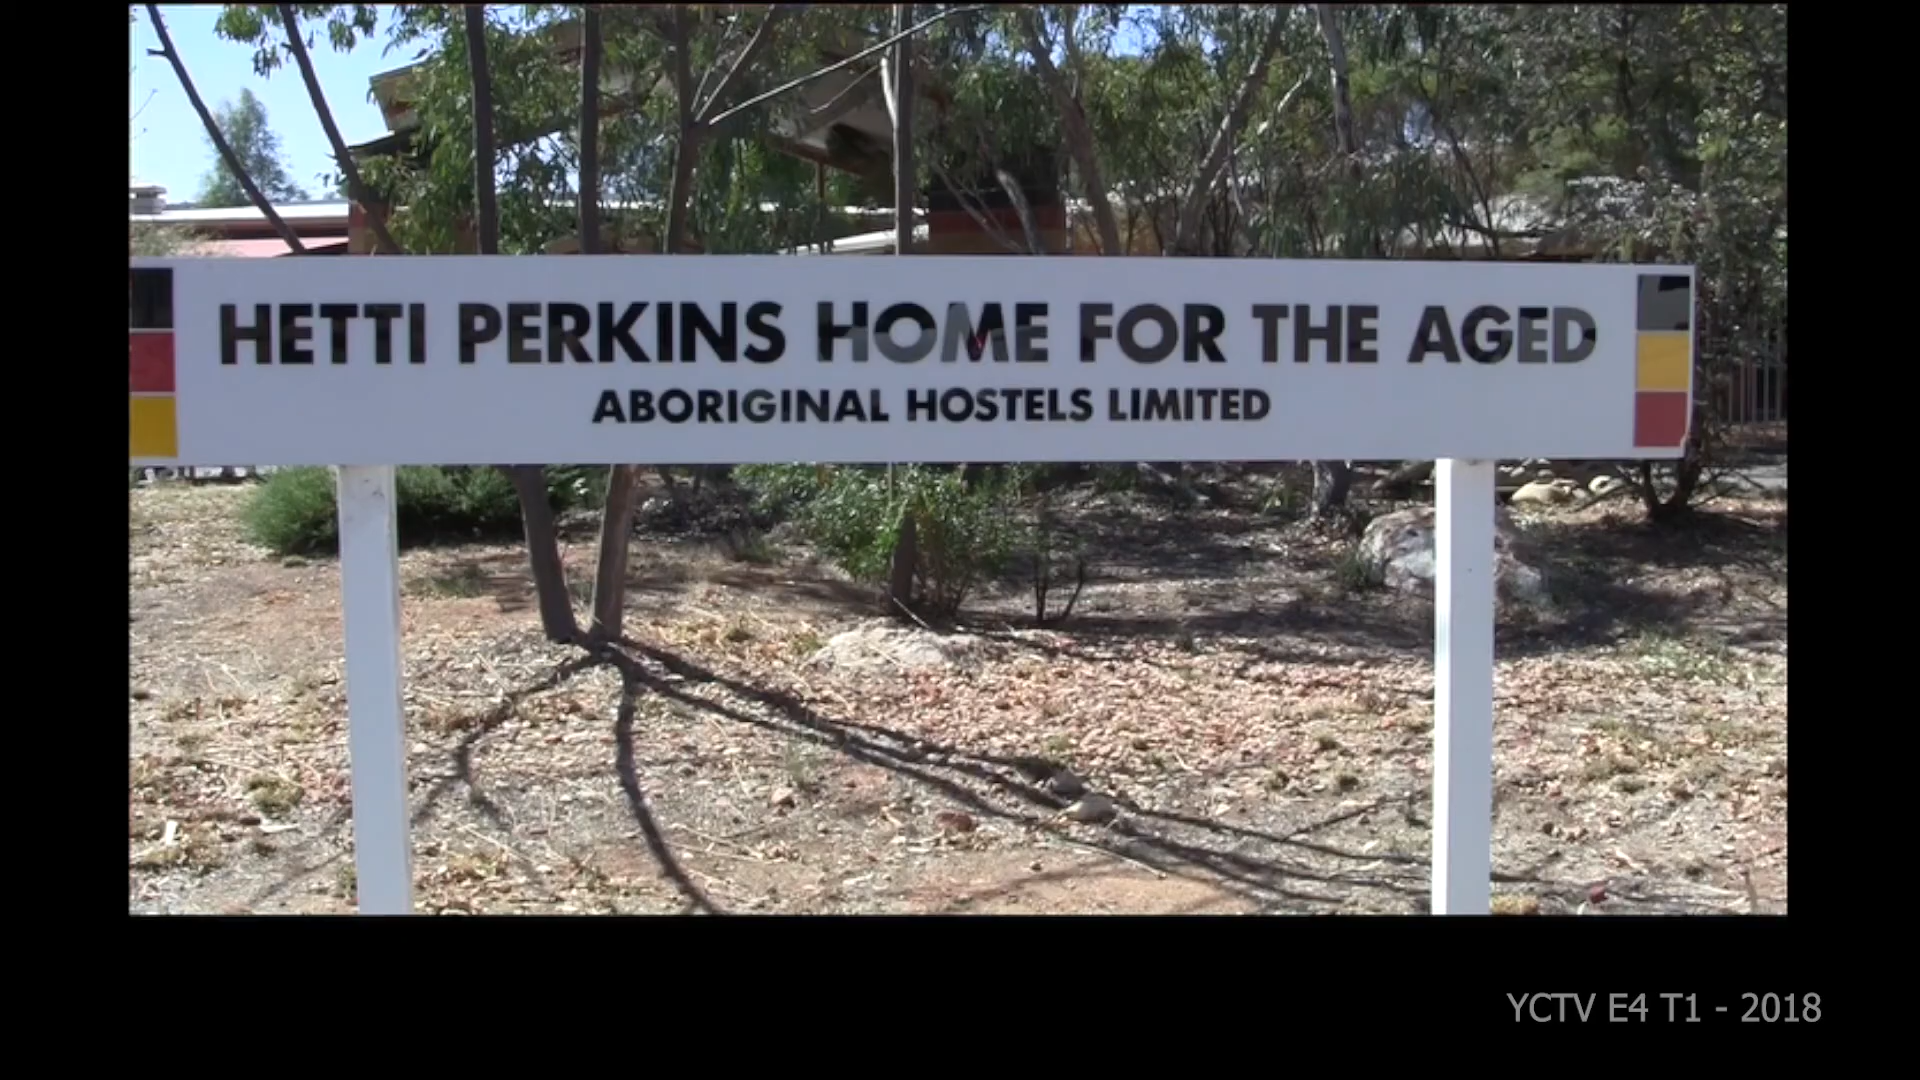 HETTI PERKINS HOME FOR THE AGED
ABORIGINAL HOSTELS LIMITED
YCTV E4 T1 - 2018